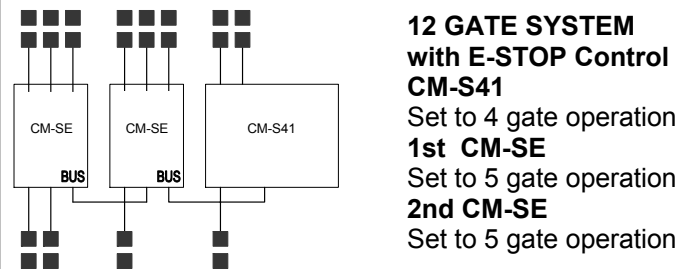 CM-SE
BUS
CM-SE
BUS
CM-S41
12 GATE SYSTEM
with E-STOP Control
CM-S41
Set to 4 gate operation
1st  CM-SE
Set to 5 gate operation
2nd CM-SE
Set to 5 gate operation